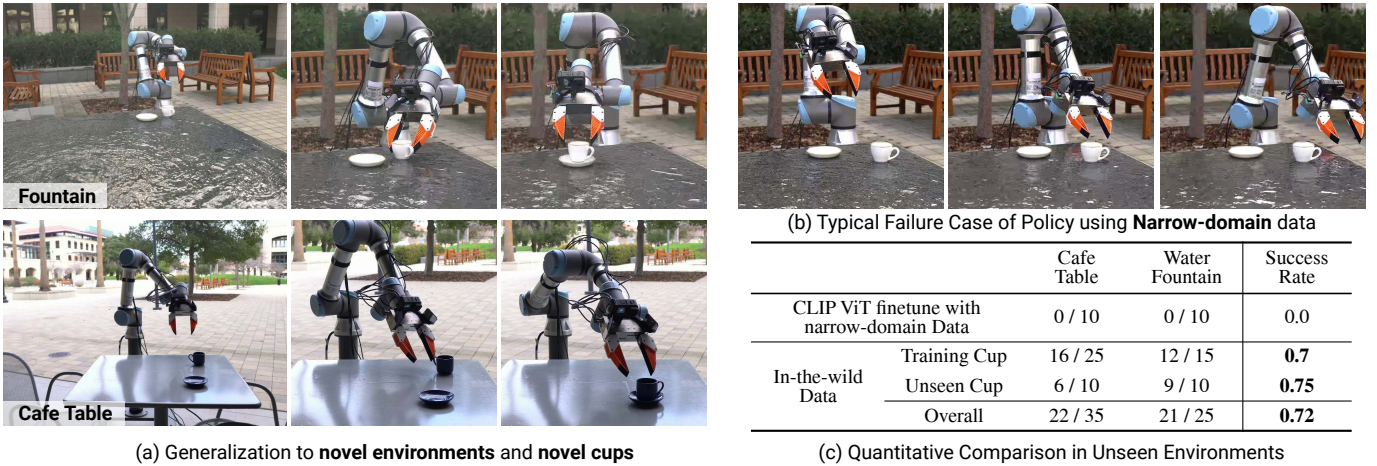 Fountain
Cafe Table
(a) Generalization to novel environments and novel cups
(b) Typical Failure Case of Policy using Narrow-domain data
Cafe Table Water Fountain Success Rate
CLIP ViT finetune with narrow-domain Data 0 / 10 0 / 10 0.0
In-the-wild Data
Training Cup 16 / 25 12 / 15 0.7
Unseen Cup 6 / 10 9 / 10 0.75
Overall 22 / 35 21 / 25 0.72
(c) Quantitative Comparison in Unseen Environments